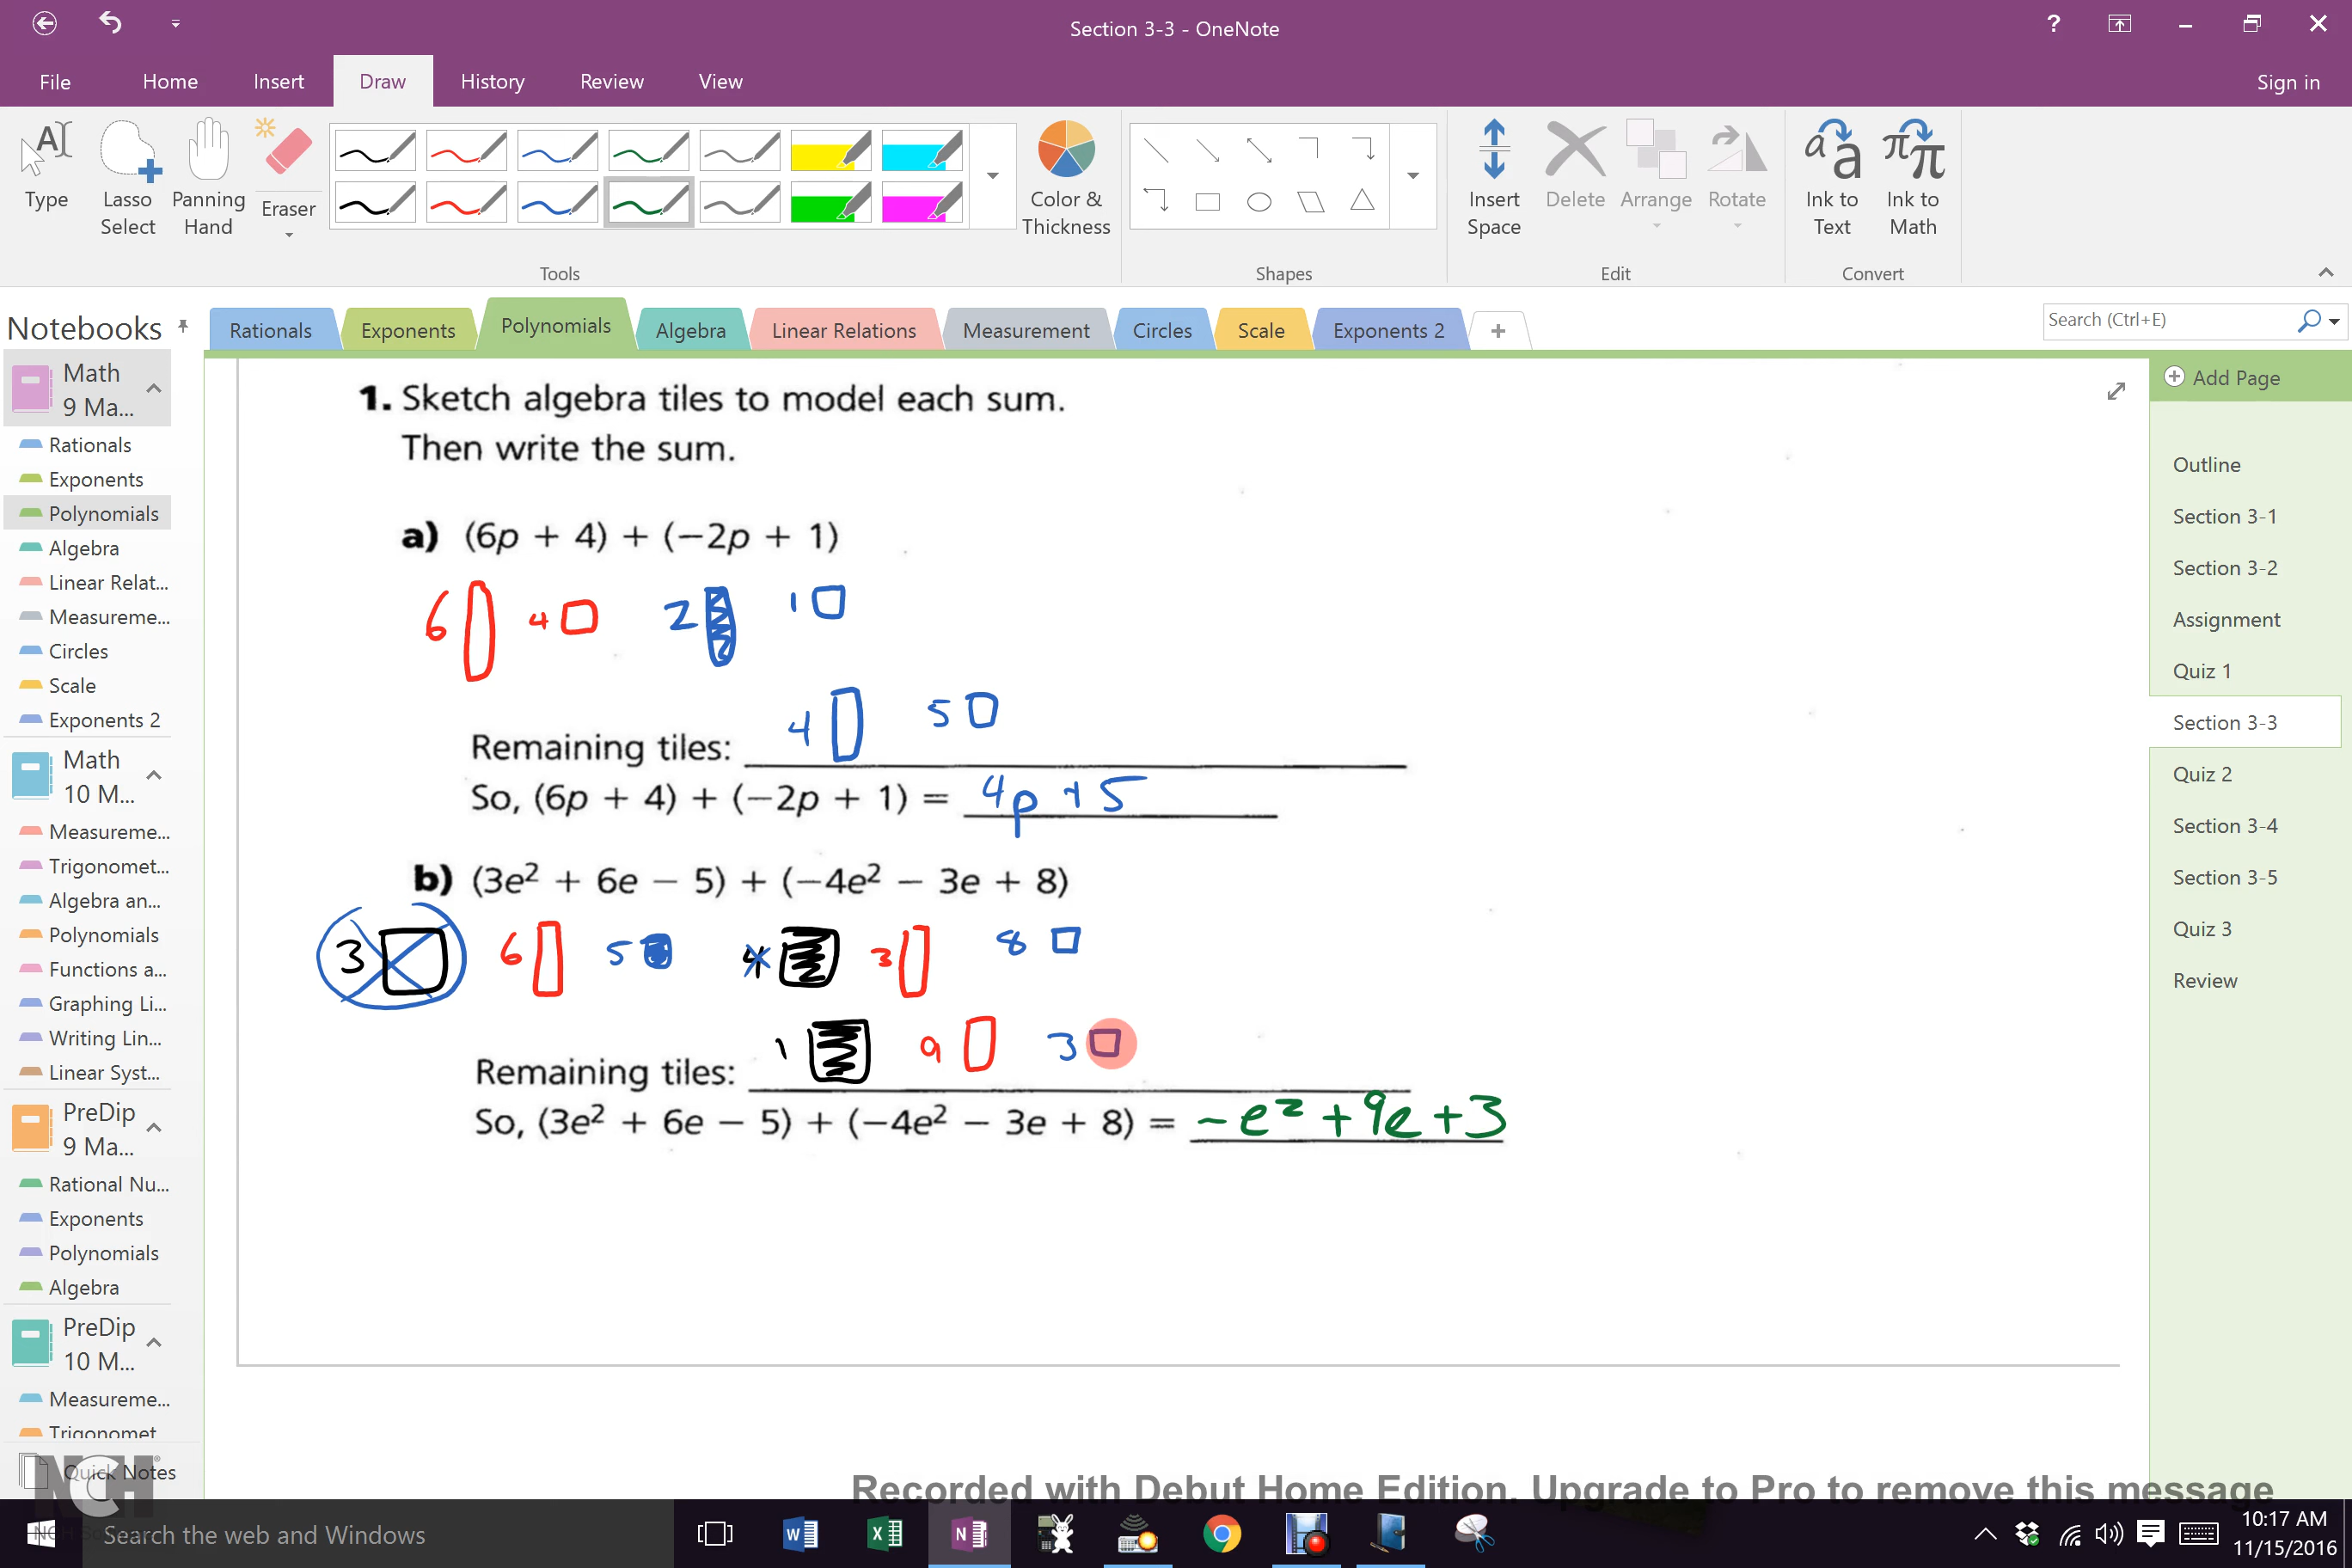 Section 3-3 - OneNote
File Home Insert Draw History Review View Sign in
Type Lasso Select Panning Hand Eraser Color & Thickness Insert Space Delete Arrange Rotate Ink to Text Ink to Math
Tools Shapes Edit Convert
Notebooks
Rationals Exponents Polynomials Algebra Linear Relations Measurement Circles Scale Exponents 2
Search (Ctrl+E)
Math 9 Ma...
Rationals
Exponents
Polynomials
Algebra
Linear Relat...
Measureme...
Circles
Scale
Exponents 2
Math 10 M...
Measureme...
Trigonomet...
Algebra an...
Polynomials
Functions a...
Graphing Li...
Writing Lin...
Linear Syst...
PreDip 9 Ma...
Rational Nu...
Exponents
Polynomials
Algebra
PreDip 10 M...
Measureme...
Trigonomet
Quick Notes
1. Sketch algebra tiles to model each sum.
Then write the sum.
a) (6p + 4) + (−2p + 1)
6 4 2 1
4 5
Remaining tiles:
So, (6p + 4) + (−2p + 1) = 4p + 5
b) (3e² + 6e − 5) + (−4e² − 3e + 8)
3 6 5 4 3 8
1 9 3
Remaining tiles:
So, (3e² + 6e − 5) + (−4e² − 3e + 8) = -e² + 9e + 3
Add Page
Outline
Section 3-1
Section 3-2
Assignment
Quiz 1
Section 3-3
Quiz 2
Section 3-4
Section 3-5
Quiz 3
Review
NCH
Recorded with Debut Home Edition. Upgrade to Pro to remove this message
Search the web and Windows
10:17 AM
11/15/2016